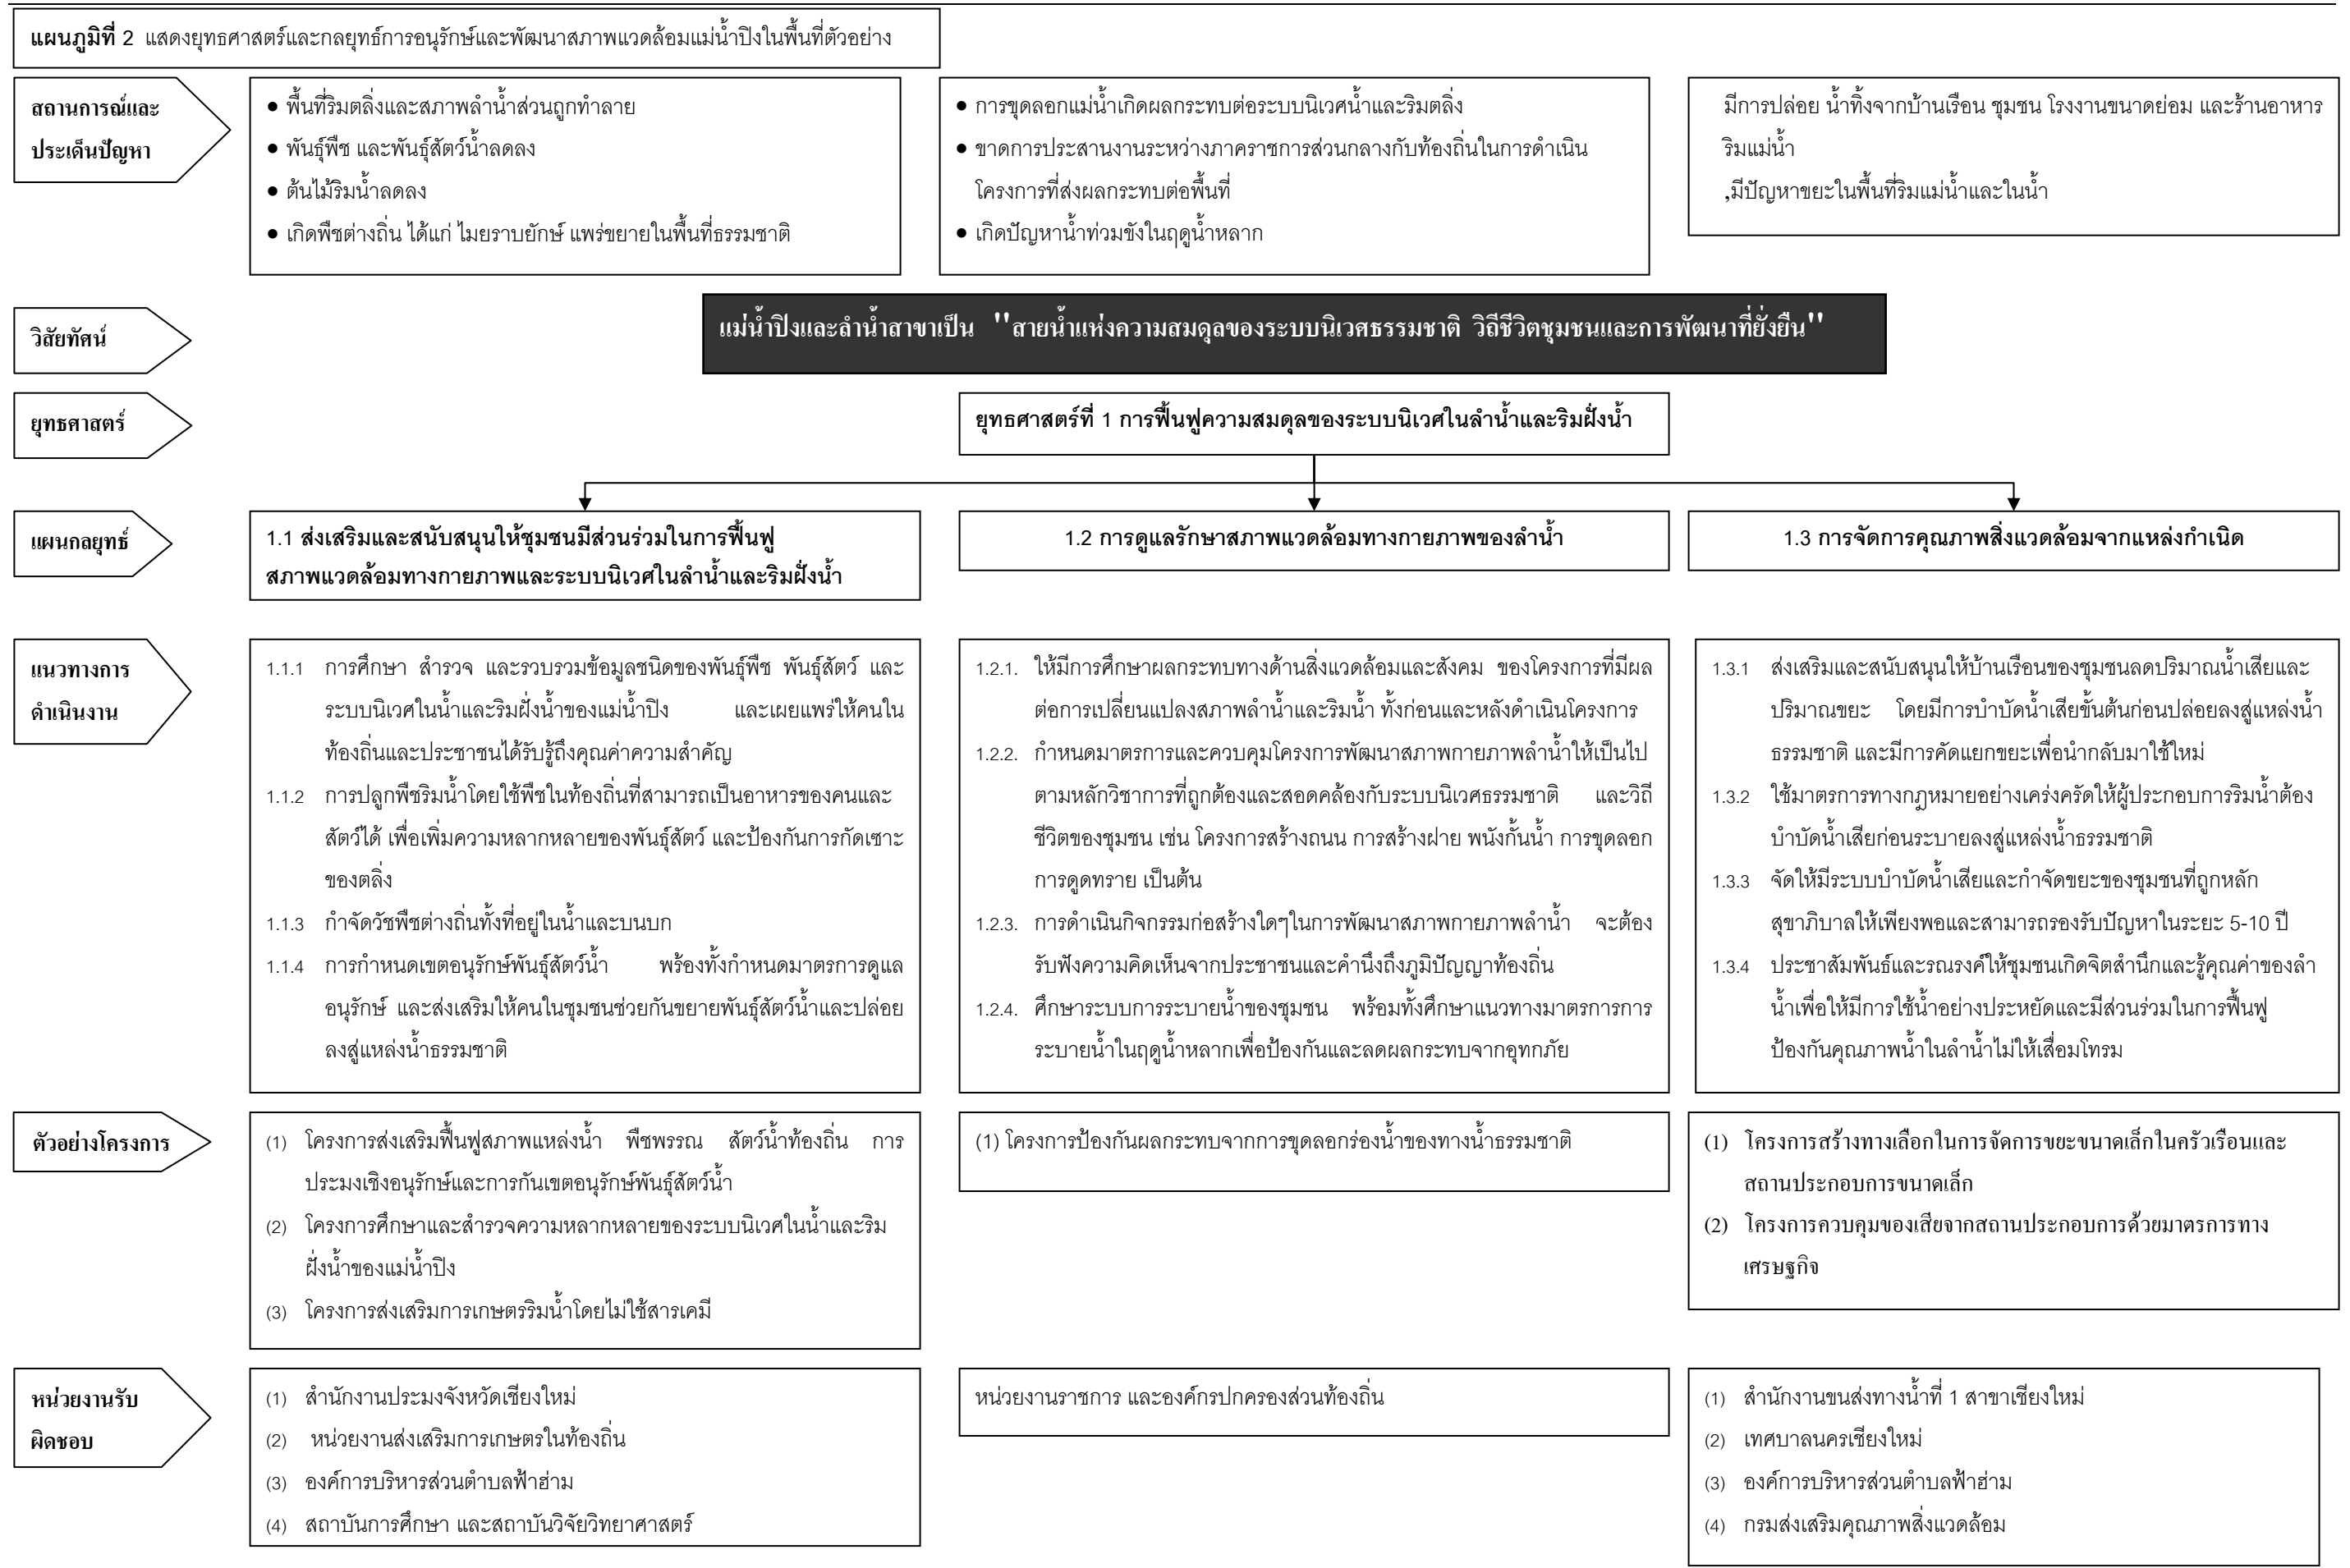 แผนภูมิที่ 2 แสดงยุทธศาสตร์และกลยุทธ์การอนุรักษ์และพัฒนาสภาพแวดล้อมแม่น้ำปิงในพื้นที่ตัวอย่าง
สถานการณ์และ
ประเด็นปัญหา
● พื้นที่ริมตลิ่งและสภาพลำน้ำส่วนถูกทำลาย
● พันธุ์พืช และพันธุ์สัตว์น้ำลดลง
● ต้นไม้ริมน้ำลดลง
● เกิดพืชต่างถิ่น ได้แก่ ไมยราบยักษ์ แพร่ขยายในพื้นที่ธรรมชาติ
● การขุดลอกแม่น้ำเกิดผลกระทบต่อระบบนิเวศน้ำและริมตลิ่ง
● ขาดการประสานงานระหว่างภาคราชการส่วนกลางกับท้องถิ่นในการดำเนิน
โครงการที่ส่งผลกระทบต่อพื้นที่
● เกิดปัญหาน้ำท่วมขังในฤดูน้ำหลาก
มีการปล่อย น้ำทิ้งจากบ้านเรือน ชุมชน โรงงานขนาดย่อม และร้านอาหาร
ริมแม่น้ำ
,มีปัญหาขยะในพื้นที่ริมแม่น้ำและในน้ำ
วิสัยทัศน์
แม่น้ำปิงและลำน้ำสาขาเป็น ''สายน้ำแห่งความสมดุลของระบบนิเวศธรรมชาติ วิถีชีวิตชุมชนและการพัฒนาที่ยั่งยืน''
ยุทธศาสตร์
ยุทธศาสตร์ที่ 1 การฟื้นฟูความสมดุลของระบบนิเวศในลำน้ำและริมฝั่งน้ำ
แผนกลยุทธ์
1.1 ส่งเสริมและสนับสนุนให้ชุมชนมีส่วนร่วมในการฟื้นฟู
สภาพแวดล้อมทางกายภาพและระบบนิเวศในลำน้ำและริมฝั่งน้ำ
1.2 การดูแลรักษาสภาพแวดล้อมทางกายภาพของลำน้ำ
1.3 การจัดการคุณภาพสิ่งแวดล้อมจากแหล่งกำเนิด
แนวทางการ
ดำเนินงาน
1.1.1 การศึกษา สำรวจ และรวบรวมข้อมูลชนิดของพันธุ์พืช พันธุ์สัตว์ และ
ระบบนิเวศในน้ำและริมฝั่งน้ำของแม่น้ำปิง และเผยแพร่ให้คนใน
ท้องถิ่นและประชาชนได้รับรู้ถึงคุณค่าความสำคัญ
1.1.2 การปลูกพืชริมน้ำโดยใช้พืชในท้องถิ่นที่สามารถเป็นอาหารของคนและ
สัตว์ได้ เพื่อเพิ่มความหลากหลายของพันธุ์สัตว์ และป้องกันการกัดเซาะ
ของตลิ่ง
1.1.3 กำจัดวัชพืชต่างถิ่นทั้งที่อยู่ในน้ำและบนบก
1.1.4 การกำหนดเขตอนุรักษ์พันธุ์สัตว์น้ำ พร้องทั้งกำหนดมาตรการดูแล
อนุรักษ์ และส่งเสริมให้คนในชุมชนช่วยกันขยายพันธุ์สัตว์น้ำและปล่อย
ลงสู่แหล่งน้ำธรรมชาติ
1.2.1. ให้มีการศึกษาผลกระทบทางด้านสิ่งแวดล้อมและสังคม ของโครงการที่มีผล
ต่อการเปลี่ยนแปลงสภาพลำน้ำและริมน้ำ ทั้งก่อนและหลังดำเนินโครงการ
1.2.2. กำหนดมาตรการและควบคุมโครงการพัฒนาสภาพกายภาพลำน้ำให้เป็นไป
ตามหลักวิชาการที่ถูกต้องและสอดคล้องกับระบบนิเวศธรรมชาติ และวิถี
ชีวิตของชุมชน เช่น โครงการสร้างถนน การสร้างฝาย พนังกั้นน้ำ การขุดลอก
การดูดทราย เป็นต้น
1.2.3. การดำเนินกิจกรรมก่อสร้างใดๆในการพัฒนาสภาพกายภาพลำน้ำ จะต้อง
รับฟังความคิดเห็นจากประชาชนและคำนึงถึงภูมิปัญญาท้องถิ่น
1.2.4. ศึกษาระบบการระบายน้ำของชุมชน พร้อมทั้งศึกษาแนวทางมาตรการการ
ระบายน้ำในฤดูน้ำหลากเพื่อป้องกันและลดผลกระทบจากอุทกภัย
1.3.1 ส่งเสริมและสนับสนุนให้บ้านเรือนของชุมชนลดปริมาณน้ำเสียและ
ปริมาณขยะ โดยมีการบำบัดน้ำเสียขั้นต้นก่อนปล่อยลงสู่แหล่งน้ำ
ธรรมชาติ และมีการคัดแยกขยะเพื่อนำกลับมาใช้ใหม่
1.3.2 ใช้มาตรการทางกฎหมายอย่างเคร่งครัดให้ผู้ประกอบการริมน้ำต้อง
บำบัดน้ำเสียก่อนระบายลงสู่แหล่งน้ำธรรมชาติ
1.3.3 จัดให้มีระบบบำบัดน้ำเสียและกำจัดขยะของชุมชนที่ถูกหลัก
สุขาภิบาลให้เพียงพอและสามารถรองรับปัญหาในระยะ 5-10 ปี
1.3.4 ประชาสัมพันธ์และรณรงค์ให้ชุมชนเกิดจิตสำนึกและรู้คุณค่าของลำ
น้ำเพื่อให้มีการใช้น้ำอย่างประหยัดและมีส่วนร่วมในการฟื้นฟู
ป้องกันคุณภาพน้ำในลำน้ำไม่ให้เสื่อมโทรม
ตัวอย่างโครงการ
(1) โครงการส่งเสริมฟื้นฟูสภาพแหล่งน้ำ พืชพรรณ สัตว์น้ำท้องถิ่น การ
ประมงเชิงอนุรักษ์และการกันเขตอนุรักษ์พันธุ์สัตว์น้ำ
(2) โครงการศึกษาและสำรวจความหลากหลายของระบบนิเวศในน้ำและริม
ฝั่งน้ำของแม่น้ำปิง
(3) โครงการส่งเสริมการเกษตรริมน้ำโดยไม่ใช้สารเคมี
(1) โครงการป้องกันผลกระทบจากการขุดลอกร่องน้ำของทางน้ำธรรมชาติ
(1) โครงการสร้างทางเลือกในการจัดการขยะขนาดเล็กในครัวเรือนและ
สถานประกอบการขนาดเล็ก
(2) โครงการควบคุมของเสียจากสถานประกอบการด้วยมาตรการทาง
เศรษฐกิจ
หน่วยงานรับ
ผิดชอบ
(1) สำนักงานประมงจังหวัดเชียงใหม่
(2) หน่วยงานส่งเสริมการเกษตรในท้องถิ่น
(3) องค์การบริหารส่วนตำบลฟ้าฮ่าม
(4) สถาบันการศึกษา และสถาบันวิจัยวิทยาศาสตร์
หน่วยงานราชการ และองค์กรปกครองส่วนท้องถิ่น
(1) สำนักงานขนส่งทางน้ำที่ 1 สาขาเชียงใหม่
(2) เทศบาลนครเชียงใหม่
(3) องค์การบริหารส่วนตำบลฟ้าฮ่าม
(4) กรมส่งเสริมคุณภาพสิ่งแวดล้อม